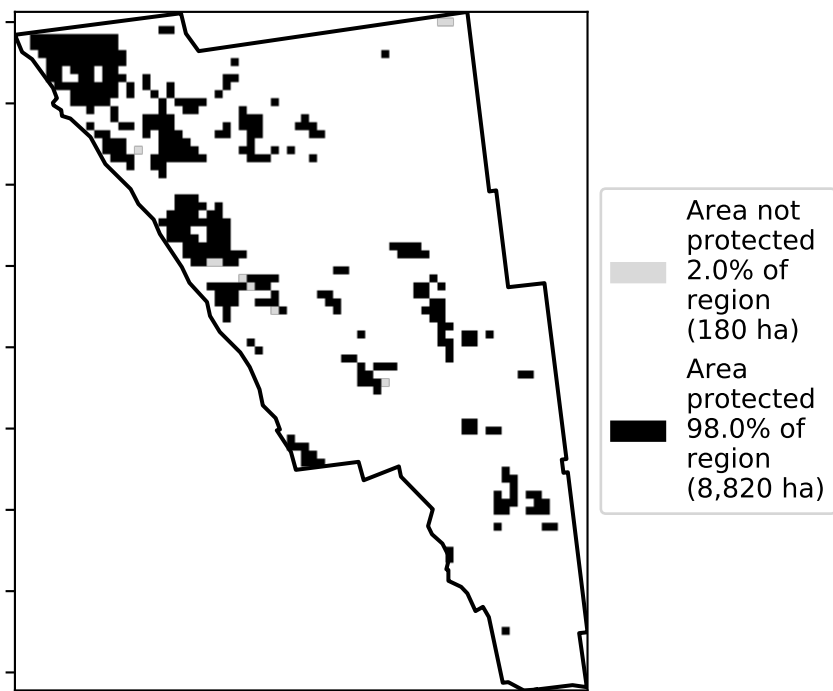 Area not
protected
2.0% of
region
(180 ha)
Area
protected
98.0% of
region
(8,820 ha)